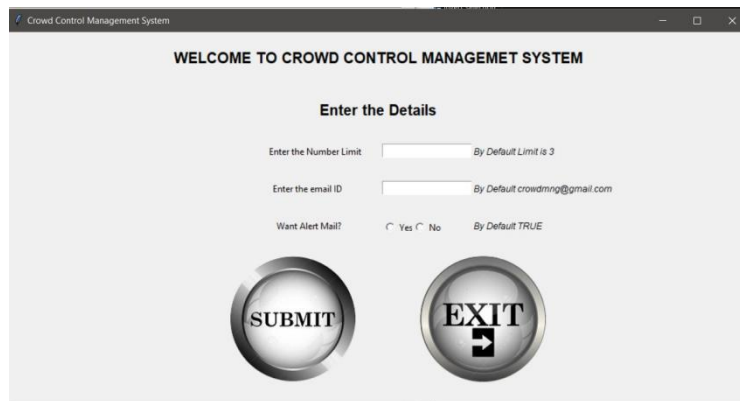 Crowd Control Management System
WELCOME TO CROWD CONTROL MANAGEMET SYSTEM
Enter the Details
Enter the Number Limit By Default Limit is 3
Enter the email ID By Default crowdmng@gmail.com
Want Alert Mail? Yes No By Default TRUE
SUBMIT EXIT